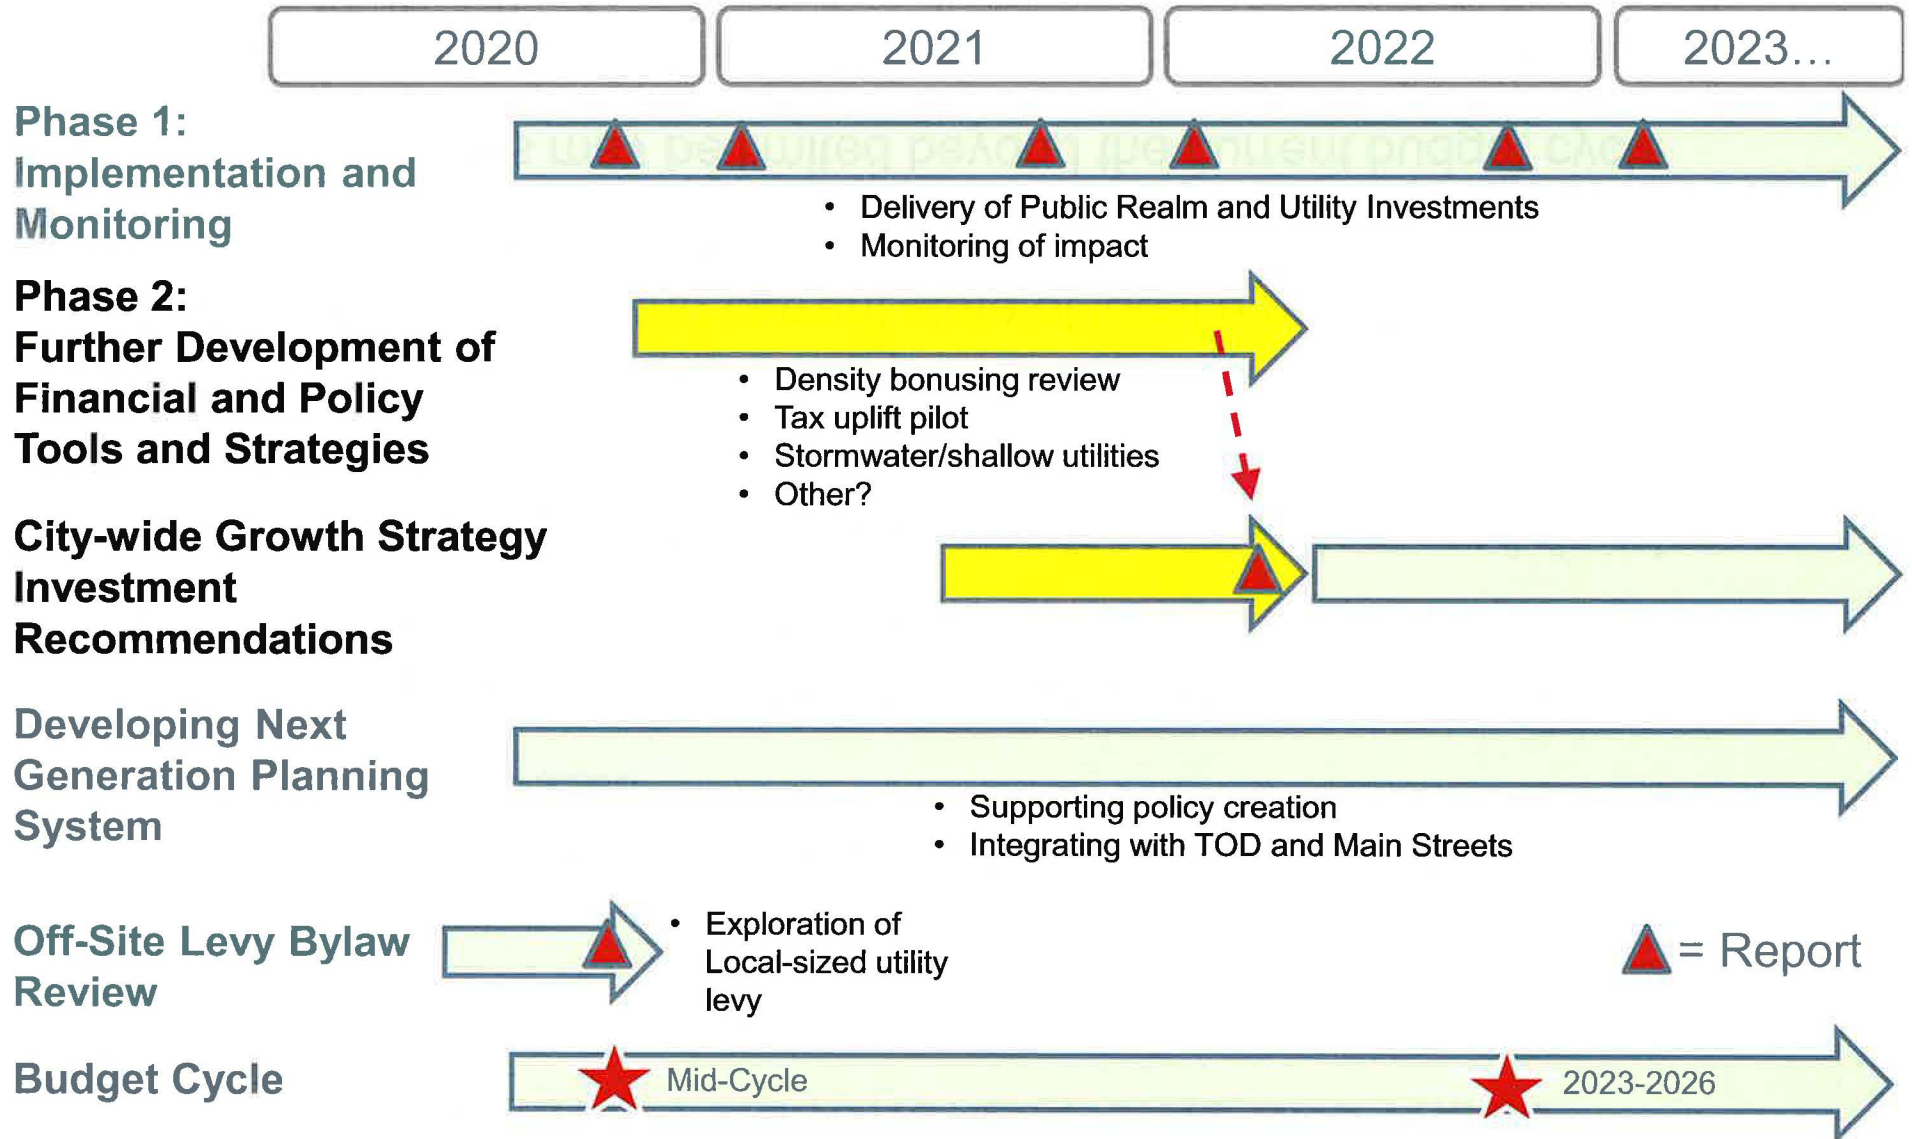 2020
2021
2022
2023...
Phase 1:
Implementation and
Monitoring
• Delivery of Public Realm and Utility Investments
• Monitoring of impact
Phase 2:
Further Development of
Financial and Policy
Tools and Strategies
• Density bonusing review
• Tax uplift pilot
• Stormwater/shallow utilities
• Other?
City-wide Growth Strategy
Investment
Recommendations
Developing Next
Generation Planning
System
• Supporting policy creation
• Integrating with TOD and Main Streets
Off-Site Levy Bylaw
Review
• Exploration of
Local-sized utility
levy
= Report
Budget Cycle
Mid-Cycle
2023-2026